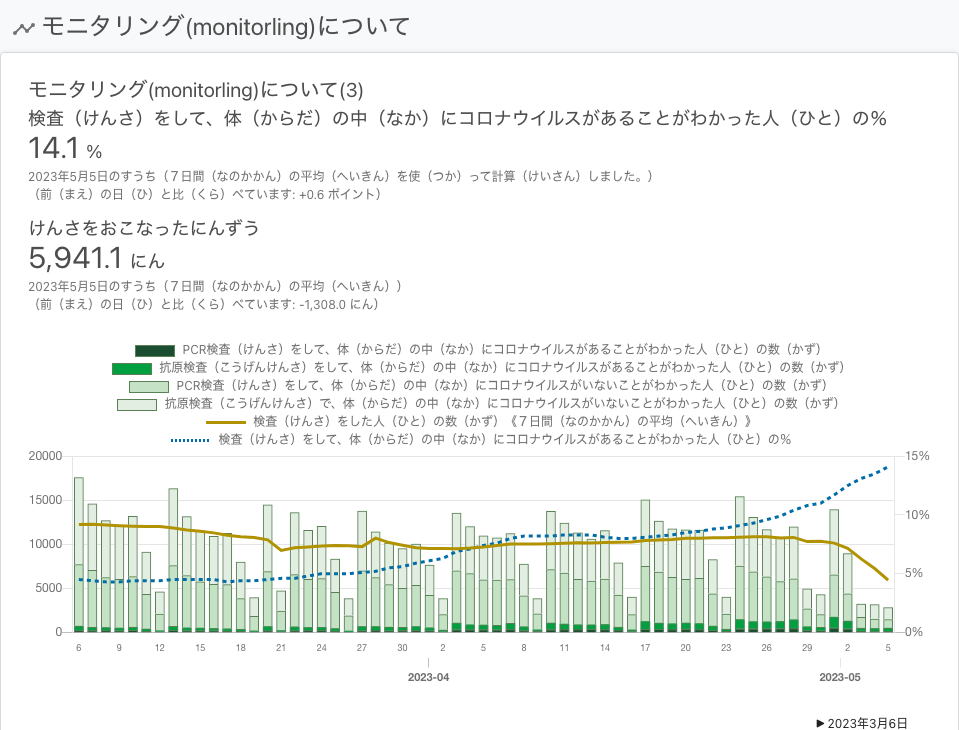 モニタリング(monitorling)について
モニタリング(monitorling)について(3)
検査（けんさ）をして、体（からだ）の中（なか）にコロナウイルスがあることがわかった人（ひと）の％
14.1 %
2023年5月5日のすうち（７日間（なのかかん）の平均（へいきん）を使（つか）って計算（けいさん）しました。）
（前（まえ）の日（ひ）と比（くら）べています: +0.6 ポイント）
けんさをおこなったにんずう
5,941.1 にん
2023年5月5日のすうち（７日間（なのかかん）の平均（へいきん））
（前（まえ）の日（ひ）と比（くら）べています: -1,308.0 にん）
PCR検査（けんさ）をして、体（からだ）の中（なか）にコロナウイルスがあることがわかった人（ひと）の数（かず）
抗原検査（こうげんけんさ）をして、体（からだ）の中（なか）にコロナウイルスがあることがわかった人（ひと）の数（かず）
PCR検査（けんさ）をして、体（からだ）の中（なか）にコロナウイルスがいないことがわかった人（ひと）の数（かず）
抗原検査（こうげんけんさ）で、体（からだ）の中（なか）にコロナウイルスがいないことがわかった人（ひと）の数（かず）
検査（けんさ）をした人（ひと）の数（かず）《７日間（なのかかん）の平均（へいきん）》
検査（けんさ）をして、体（からだ）の中（なか）にコロナウイルスがあることがわかった人（ひと）の％
20000 15%
15000
10%
10000
5%
5000
0 0%
6 9 12 15 18 21 24 27 30 2 5 8 11 14 17 20 23 26 29 2 5
2023-04 2023-05
▶ 2023年3月6日